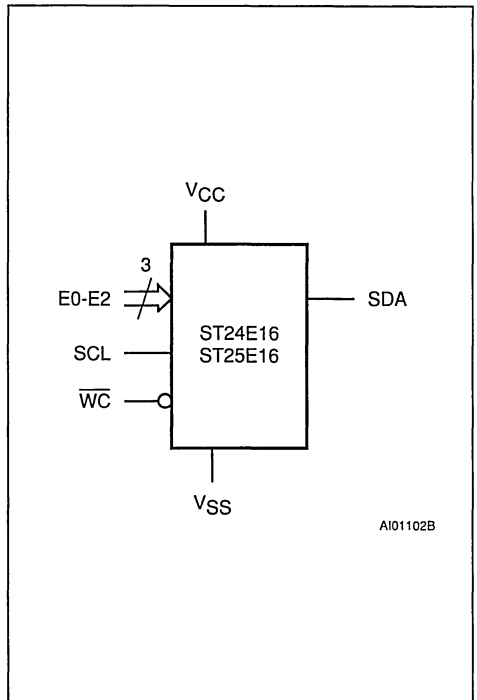 VCC
3
E0-E2
SDA
ST24E16
SCL
ST25E16
WC
VSS
AI01102B